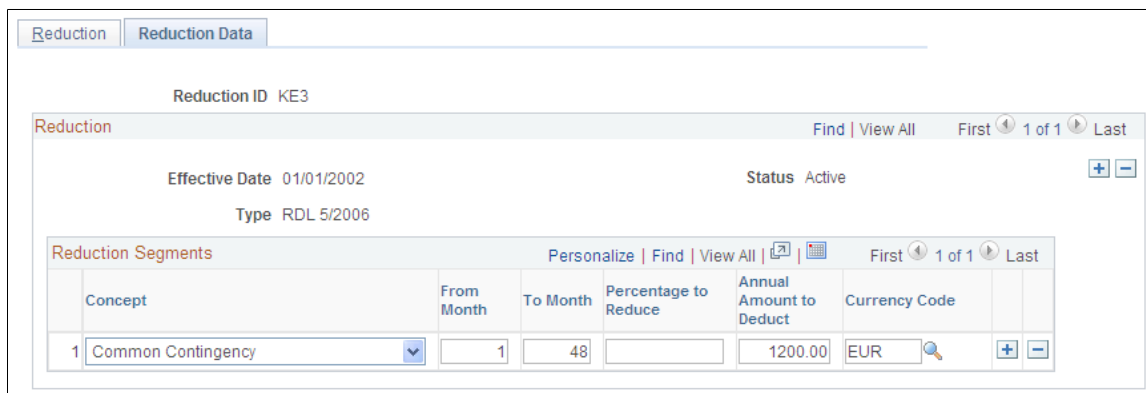 Reduction Reduction Data
Reduction ID KE3
Reduction Find | View All First 1 of 1 Last
Effective Date 01/01/2002 Status Active
Type RDL 5/2006
Reduction Segments Personalize | Find | View All | | First 1 of 1 Last
Concept From Month To Month Percentage to Reduce Annual Amount to Deduct Currency Code
1 Common Contingency 1 48 1200.00 EUR